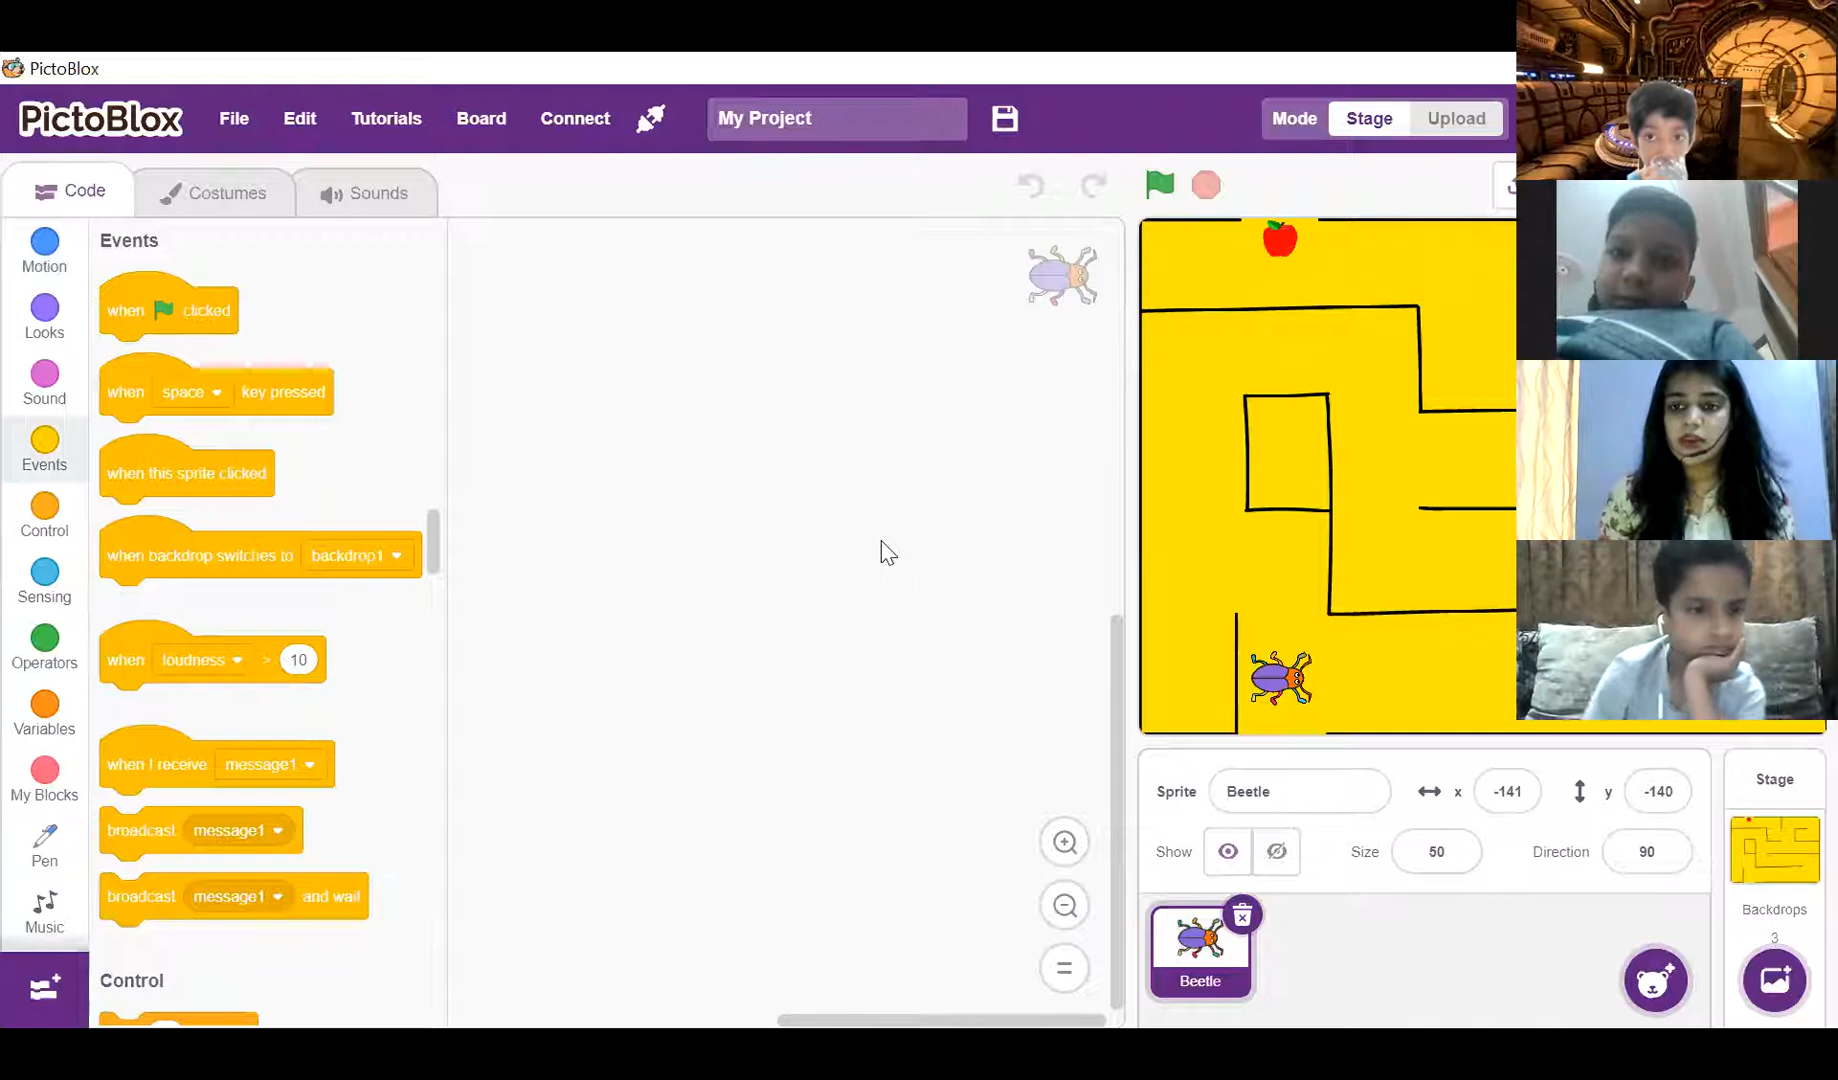 PictoBlox
PictoBlox File Edit Tutorials Board Connect My Project Mode Stage Upload
Code Costumes Sounds
Motion
Looks
Sound
Events
Control
Sensing
Operators
Variables
My Blocks
Pen
Music
Events
when clicked
when space key pressed
when this sprite clicked
when backdrop switches to backdrop1
when loudness > 10
when I receive message1
broadcast message1
broadcast message1 and wait
Control
Sprite Beetle x -141 y -140
Show Size 50 Direction 90
Beetle
Stage
Backdrops
3